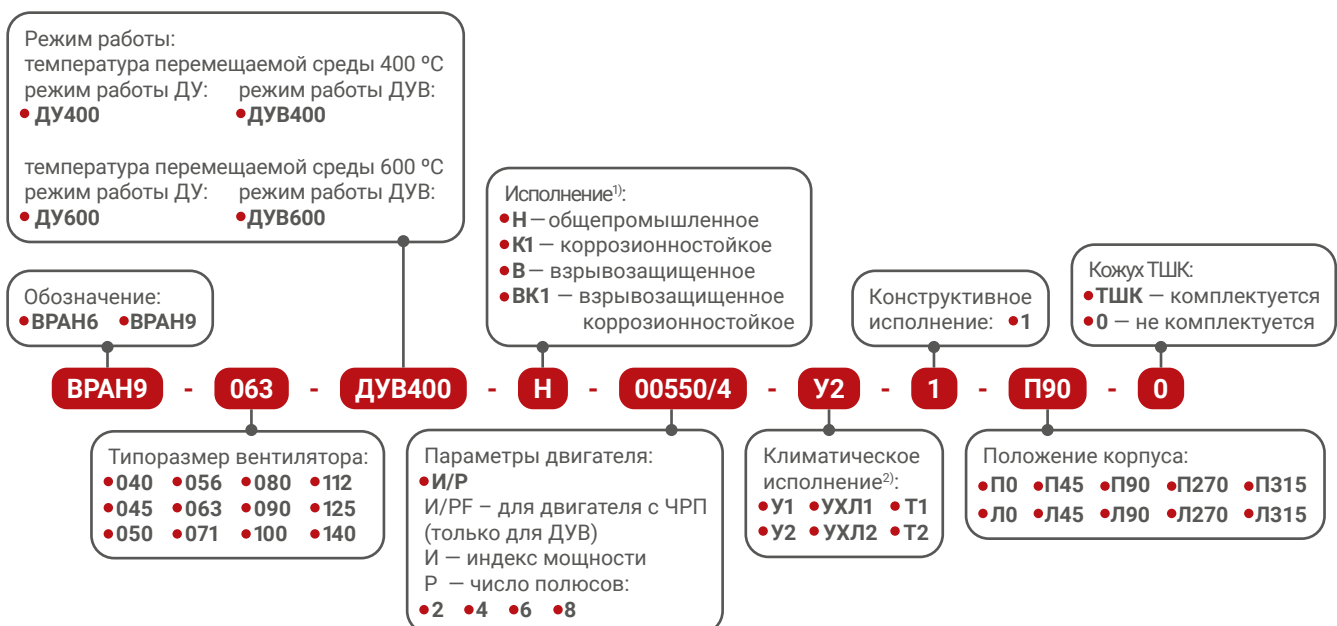 Режим работы:
температура перемещаемой среды 400 °С
режим работы ДУ: режим работы ДУВ:
• ДУ400 • ДУВ400
температура перемещаемой среды 600 °С
режим работы ДУ: режим работы ДУВ:
• ДУ600 • ДУВ600
Исполнение¹⁾:
• Н — общепромышленное
• К1 — коррозионностойкое
• В — взрывозащищенное
• ВК1 — взрывозащищенное
коррозионностойкое
Обозначение:
• ВРАН6 • ВРАН9
Конструктивное
исполнение: • 1
Кожух ТШК:
• ТШК — комплектуется
• 0 — не комплектуется
ВРАН9 - 063 - ДУВ400 - Н - 00550/4 - У2 - 1 - П90 - 0
Типоразмер вентилятора:
• 040 • 056 • 080 • 112
• 045 • 063 • 090 • 125
• 050 • 071 • 100 • 140
Параметры двигателя:
• И/Р
И/PF – для двигателя с ЧРП
(только для ДУВ)
И — индекс мощности
Р — число полюсов:
• 2 • 4 • 6 • 8
Климатическое
исполнение²⁾:
• У1 • УХЛ1 • Т1
• У2 • УХЛ2 • Т2
Положение корпуса:
• П0 • П45 • П90 • П270 • П315
• Л0 • Л45 • Л90 • Л270 • Л315